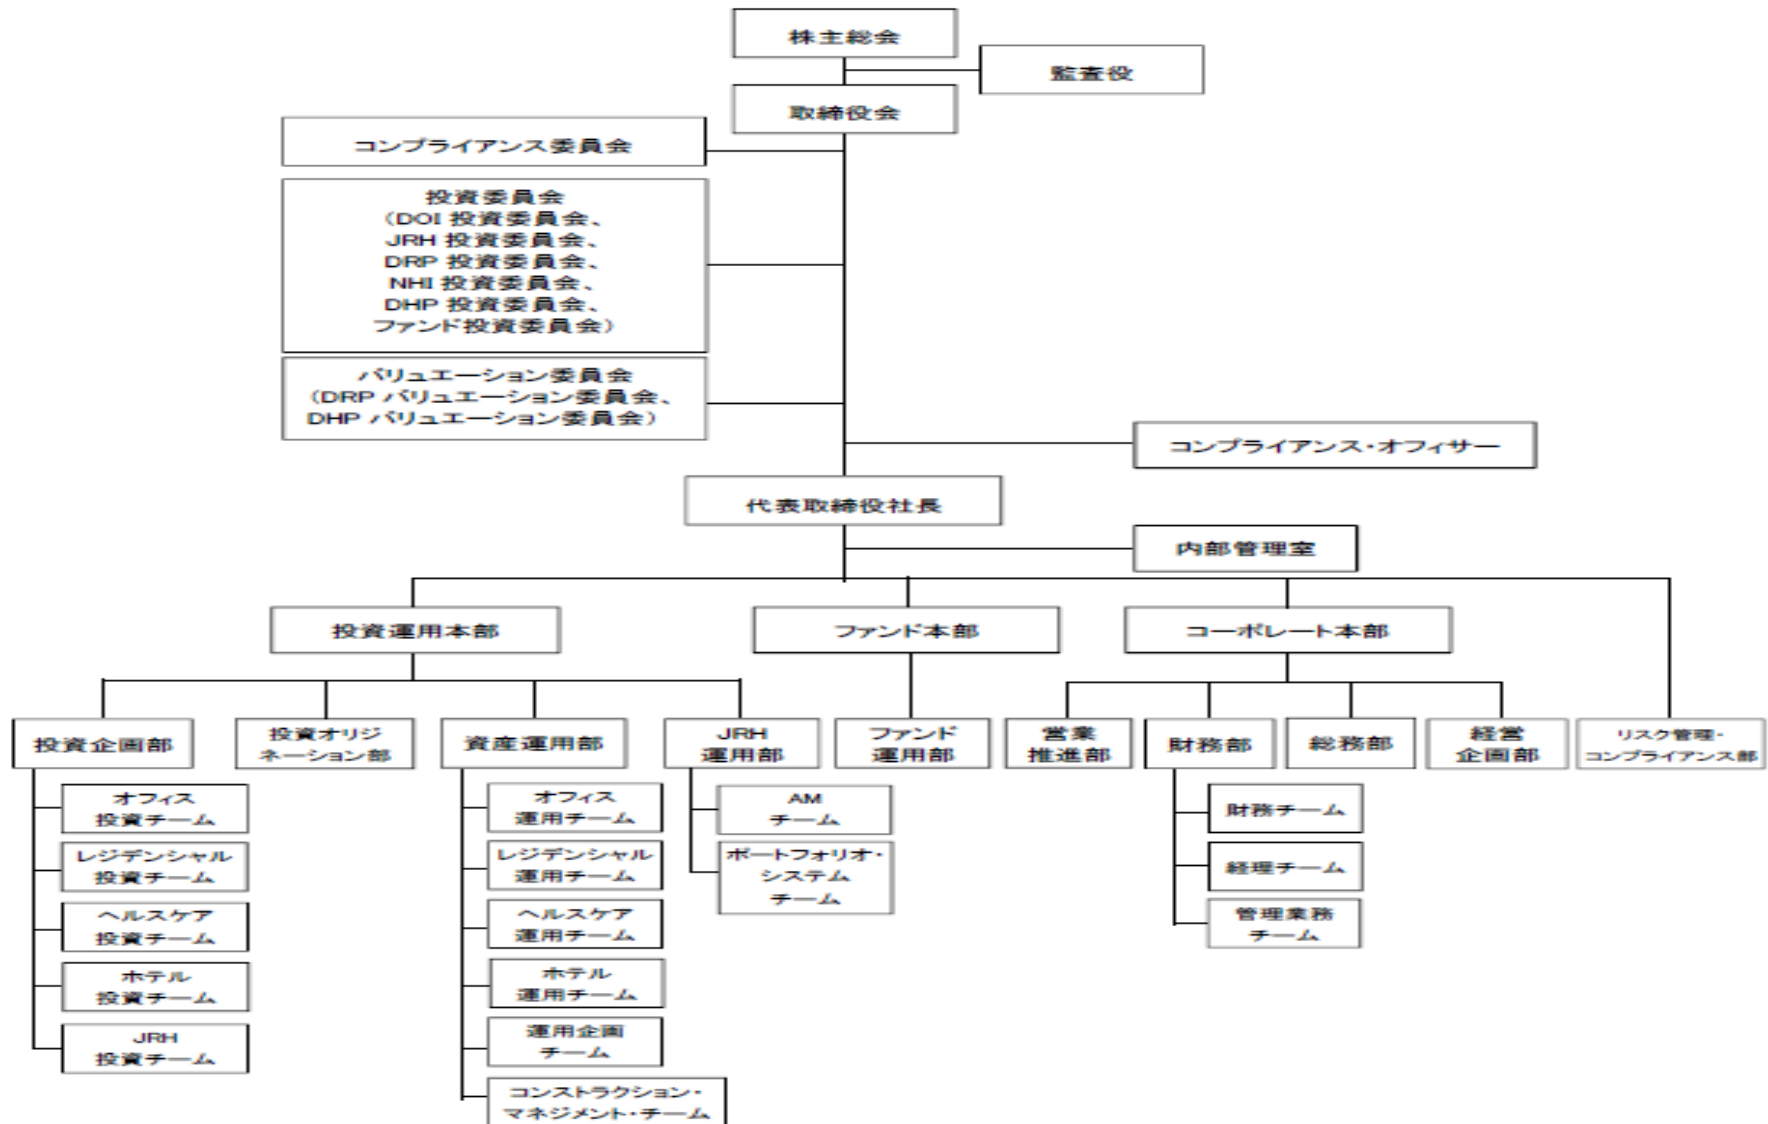 株主総会
監査役
取締役会
コンプライアンス委員会
投資委員会
（DOI 投資委員会、
JRH 投資委員会、
DRP 投資委員会、
NHI 投資委員会、
DHP 投資委員会、
ファンド投資委員会）
バリュエーション委員会
（DRP バリュエーション委員会、
DHP バリュエーション委員会）
コンプライアンス・オフィサー
代表取締役社長
内部管理室
投資運用本部
ファンド本部
コーポレート本部
投資企画部
投資オリジ
ネーション部
資産運用部
JRH
運用部
ファンド
運用部
営業
推進部
財務部
総務部
経営
企画部
リスク管理・
コンプライアンス部
オフィス
投資チーム
レジデンシャル
投資チーム
ヘルスケア
投資チーム
ホテル
投資チーム
JRH
投資チーム
オフィス
運用チーム
レジデンシャル
運用チーム
ヘルスケア
運用チーム
ホテル
運用チーム
運用企画
チーム
コンストラクション・
マネジメント・チーム
AM
チーム
ポートフォリオ・
システム
チーム
財務チーム
経理チーム
管理業務
チーム